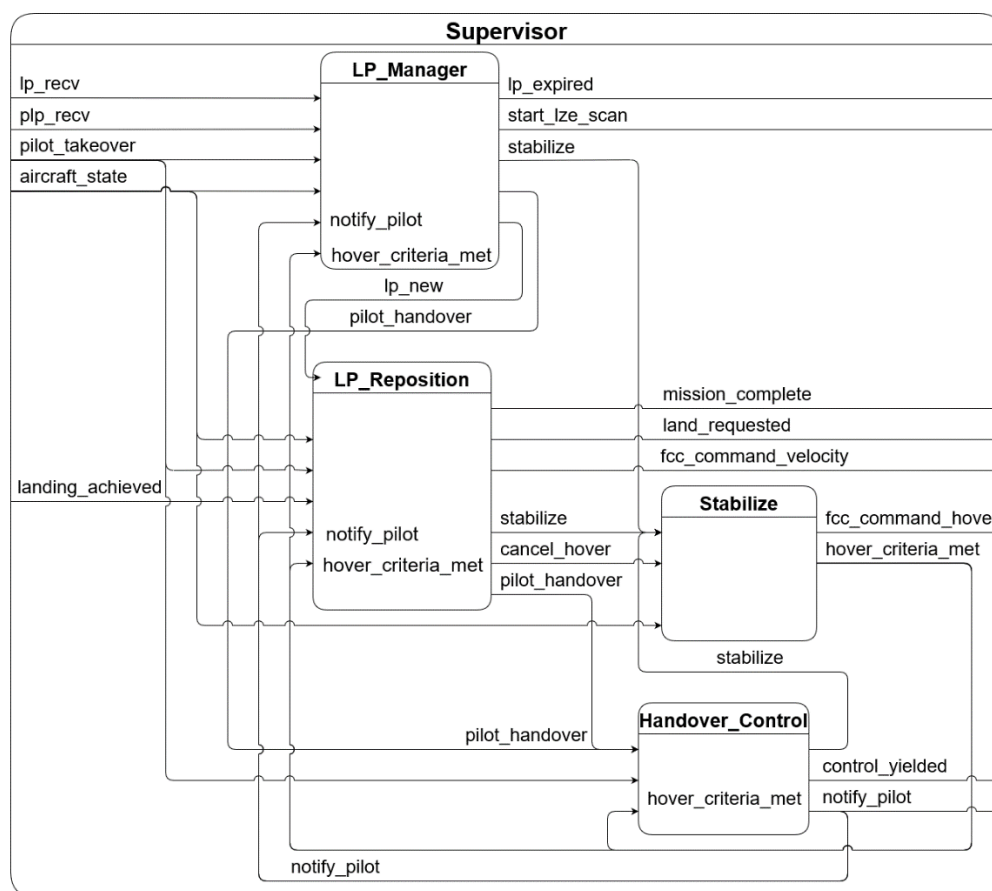 Supervisor
LP_Manager
lp_recv
lp_expired
plp_recv
start_lze_scan
pilot_takeover
stabilize
aircraft_state
notify_pilot
hover_criteria_met
lp_new
pilot_handover
LP_Reposition
mission_complete
land_requested
fcc_command_velocity
landing_achieved
Stabilize
stabilize
fcc_command_hover
notify_pilot
cancel_hover
hover_criteria_met
hover_criteria_met
pilot_handover
stabilize
Handover_Control
pilot_handover
control_yielded
hover_criteria_met
notify_pilot
notify_pilot